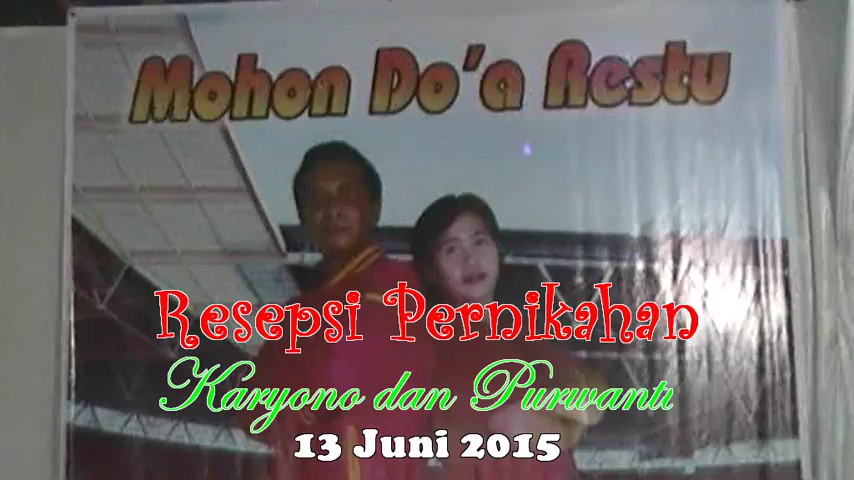 Mohon Do'a Restu
Resepsi Pernikahan
Karyono dan Purwanti
13 Juni 2015